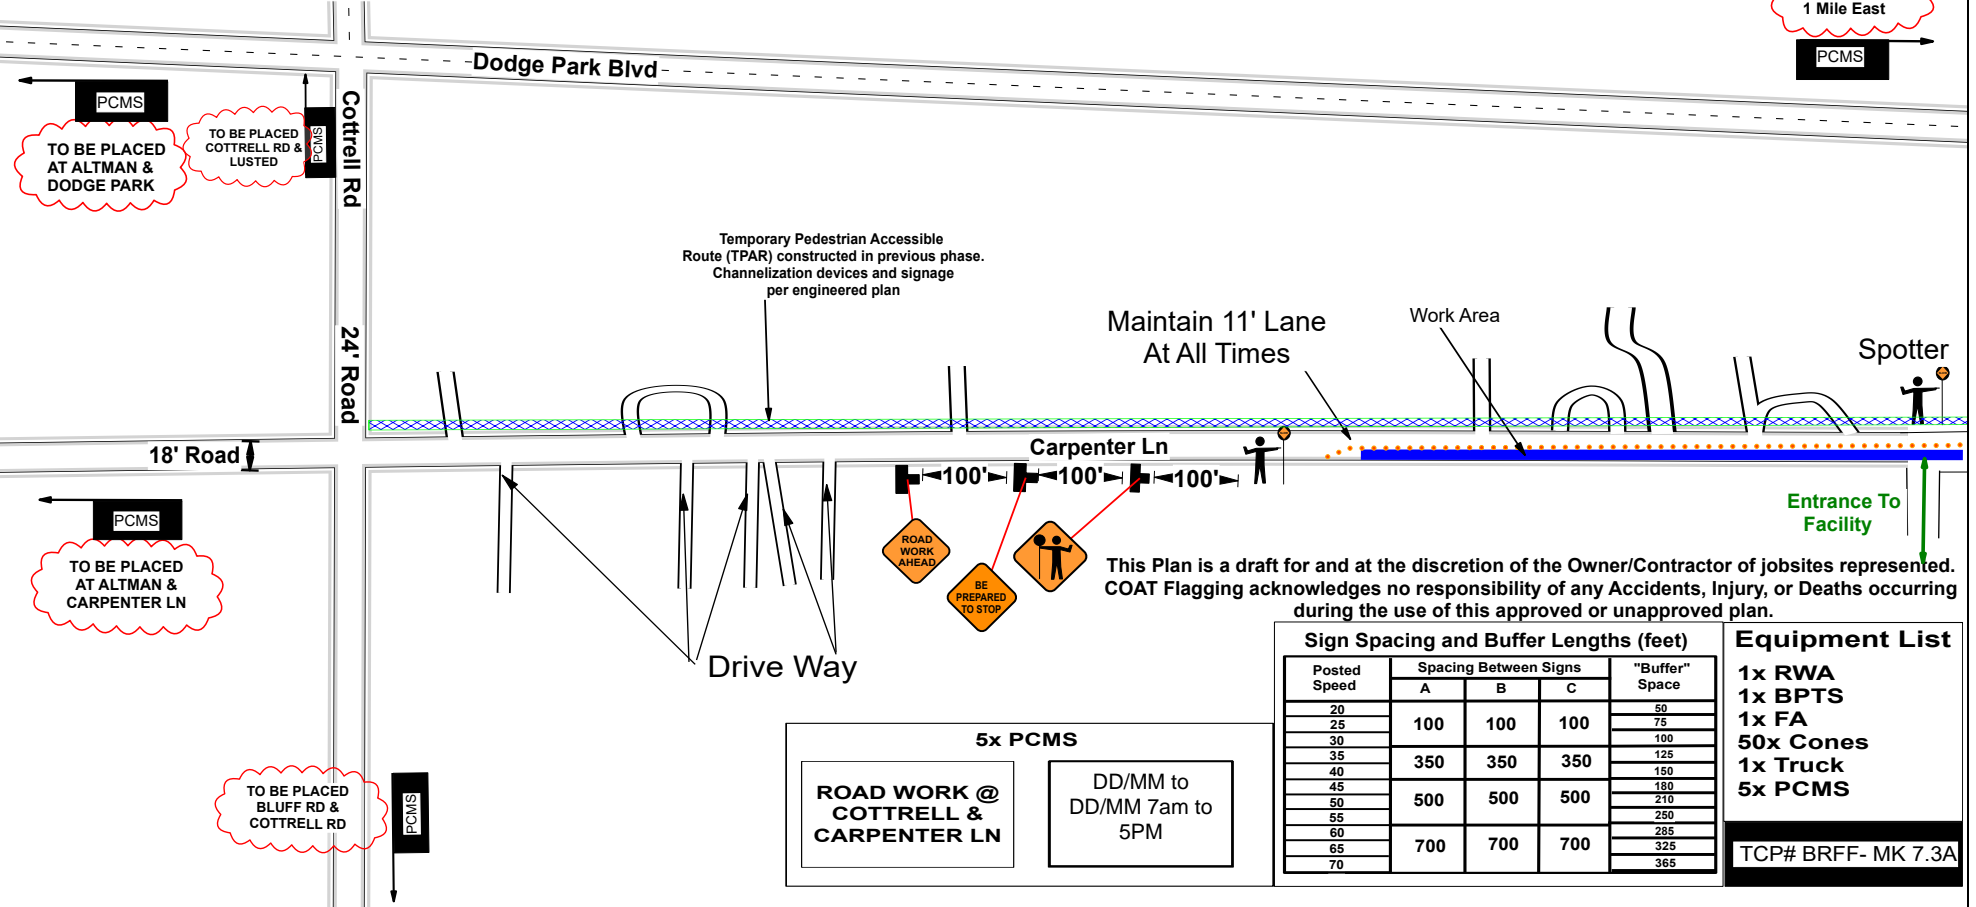 1 Mile East
PCMS
Dodge Park Blvd
PCMS
TO BE PLACED
AT ALTMAN &
DODGE PARK
TO BE PLACED
COTTRELL RD &
LUSTED
PCMS
Cottrell Rd
Temporary Pedestrian Accessible
Route (TPAR) constructed in previous phase.
Channelization devices and signage
per engineered plan
Maintain 11' Lane
At All Times
Work Area
Spotter
24' Road
18' Road
Carpenter Ln
100'
100'
100'
PCMS
TO BE PLACED
AT ALTMAN &
CARPENTER LN
ROAD
WORK
AHEAD
BE
PREPARED
TO STOP
Entrance To
Facility
Drive Way
This Plan is a draft for and at the discretion of the Owner/Contractor of jobsites represented.
COAT Flagging acknowledges no responsibility of any Accidents, Injury, or Deaths occurring
during the use of this approved or unapproved plan.
TO BE PLACED
BLUFF RD &
COTTRELL RD
PCMS
5x PCMS
ROAD WORK @
COTTRELL &
CARPENTER LN
DD/MM to
DD/MM 7am to
5PM
Sign Spacing and Buffer Lengths (feet)
Posted
Speed
Spacing Between Signs
"Buffer"
Space
A B C
20 50
25 100 100 100 75
30 100
35 350 350 350 125
40 150
45 180
50 500 500 500 210
55 250
60 285
65 700 700 700 325
70 365
Equipment List
1x RWA
1x BPTS
1x FA
50x Cones
1x Truck
5x PCMS
TCP# BRFF- MK 7.3A